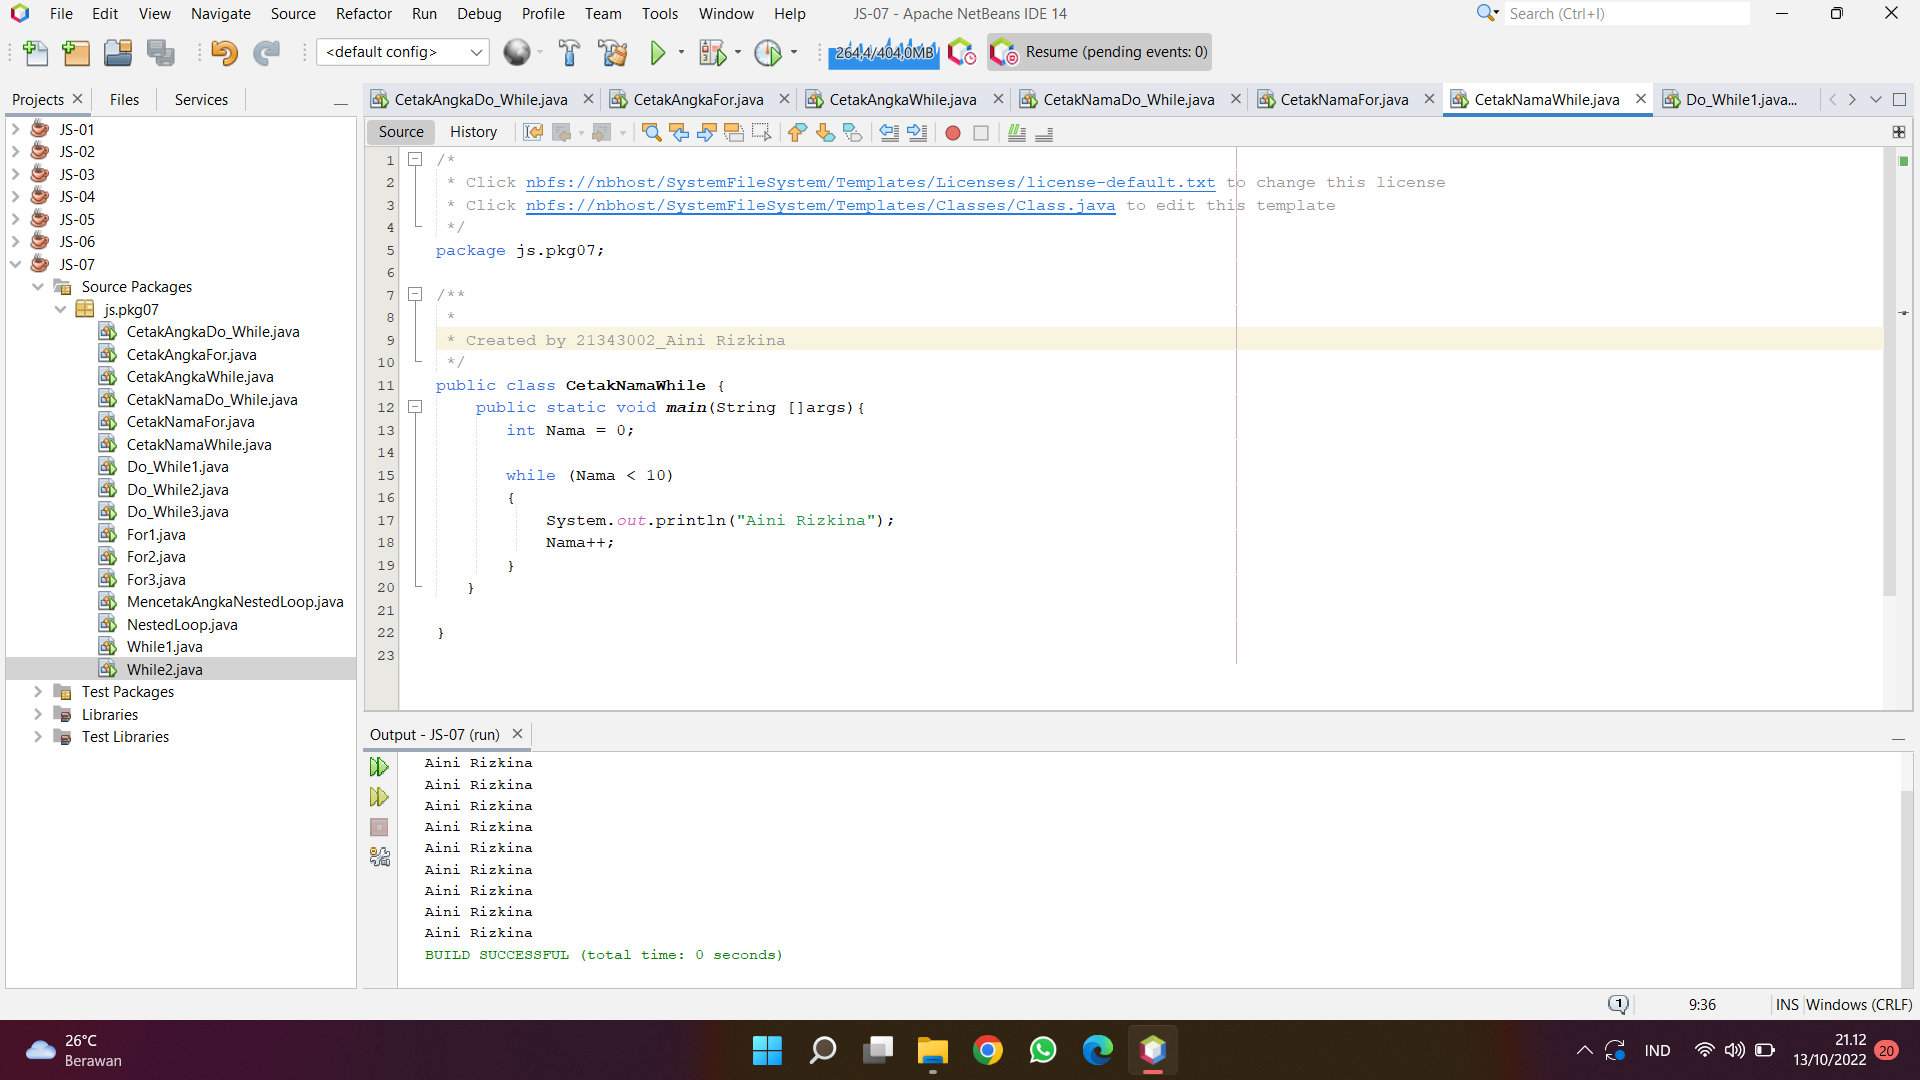 File Edit View Navigate Source Refactor Run Debug Profile Team Tools Window Help JS-07 - Apache NetBeans IDE 14 Search (Ctrl+I)
<default config> 264,4/404,0MB Resume (pending events: 0)
Projects Files Services
CetakAngkaDo_While.java CetakAngkaFor.java CetakAngkaWhile.java CetakNamaDo_While.java CetakNamaFor.java CetakNamaWhile.java Do_While1.java...
Source History
JS-01
JS-02
JS-03
JS-04
JS-05
JS-06
JS-07
Source Packages
js.pkg07
CetakAngkaDo_While.java
CetakAngkaFor.java
CetakAngkaWhile.java
CetakNamaDo_While.java
CetakNamaFor.java
CetakNamaWhile.java
Do_While1.java
Do_While2.java
Do_While3.java
For1.java
For2.java
For3.java
MencetakAngkaNestedLoop.java
NestedLoop.java
While1.java
While2.java
Test Packages
Libraries
Test Libraries
1 /*
2 * Click nbfs://nbhost/SystemFileSystem/Templates/Licenses/license-default.txt to change this license
3 * Click nbfs://nbhost/SystemFileSystem/Templates/Classes/Class.java to edit this template
4 */
5 package js.pkg07;
6
7 /**
8 *
9 * Created by 21343002_Aini Rizkina
10 */
11 public class CetakNamaWhile {
12 public static void main(String []args){
13 int Nama = 0;
14
15 while (Nama < 10)
16 {
17 System.out.println("Aini Rizkina");
18 Nama++;
19 }
20 }
21
22 }
23
Output - JS-07 (run)
Aini Rizkina
Aini Rizkina
Aini Rizkina
Aini Rizkina
Aini Rizkina
Aini Rizkina
Aini Rizkina
Aini Rizkina
Aini Rizkina
BUILD SUCCESSFUL (total time: 0 seconds)
1 9:36 INS Windows (CRLF)
26°C
Berawan
IND
21.12
13/10/2022
20